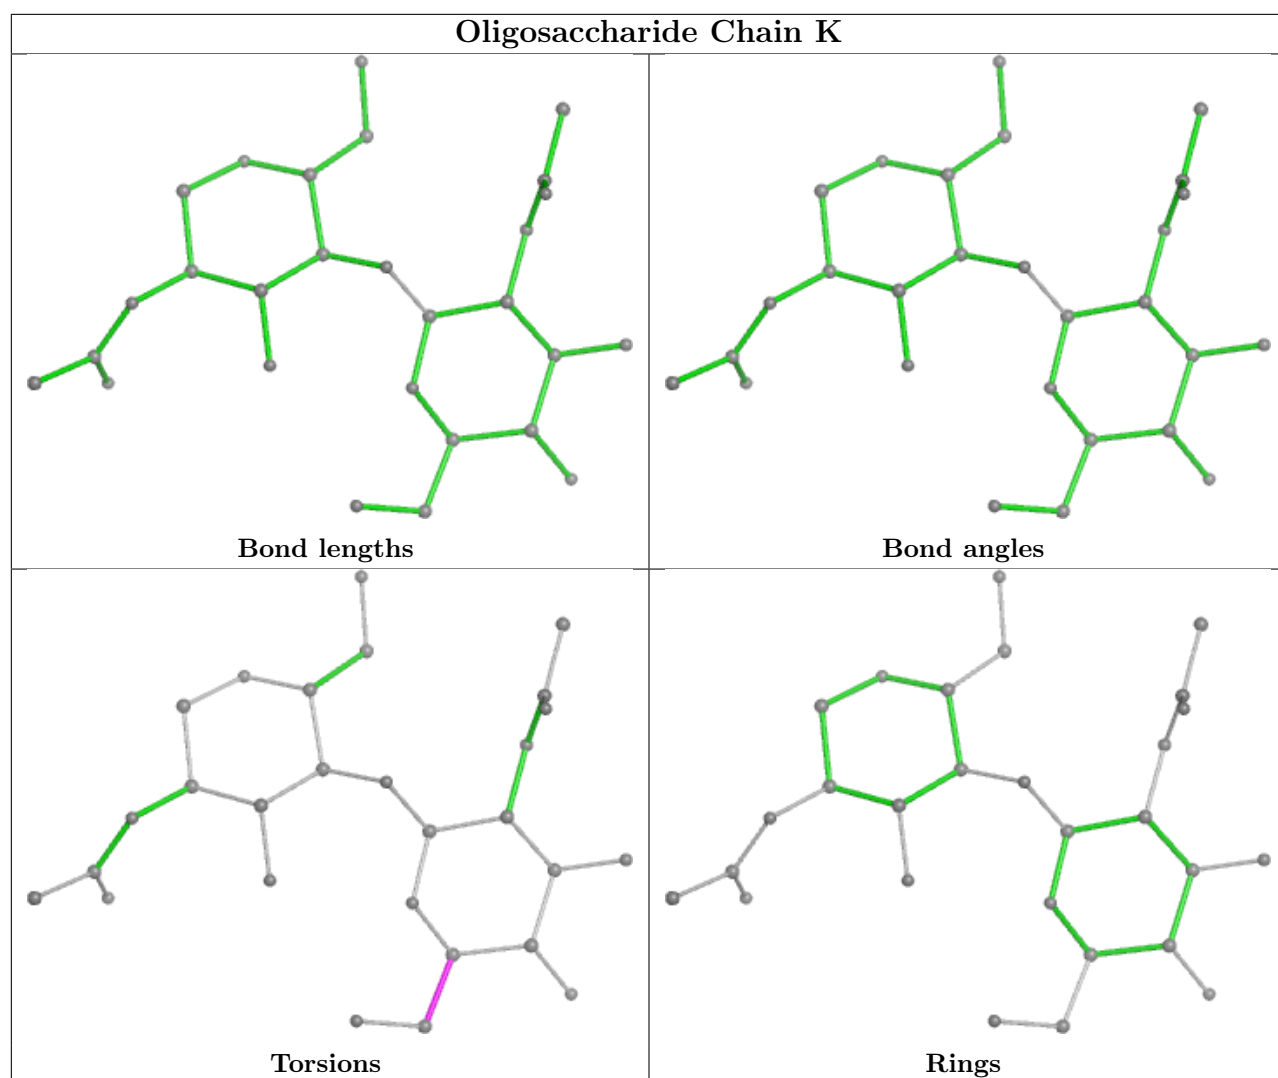 Oligosaccharide Chain K
Bond lengths
Bond angles
Torsions
Rings